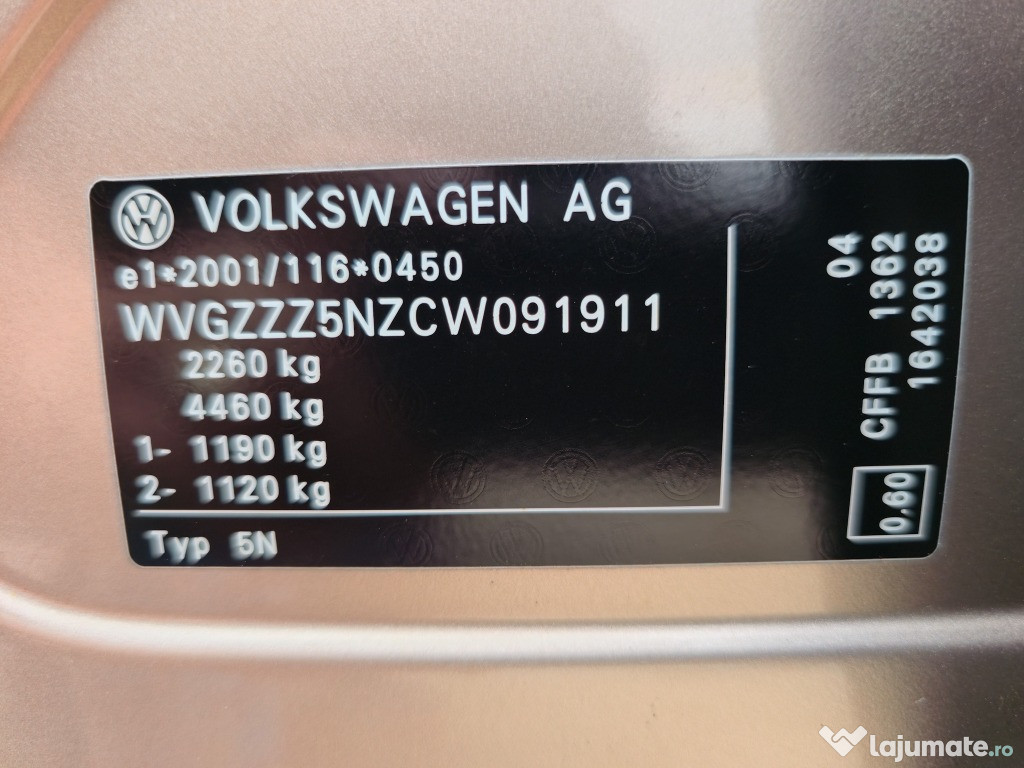 VOLKSWAGEN AG
e1*2001/116*0450
WVGZZZ5NZCW091911
2260 kg
4460 kg
1- 1190 kg
2- 1120 kg
Typ 5N
04
CFFB 1362
1642038
0.60
lajumate.ro